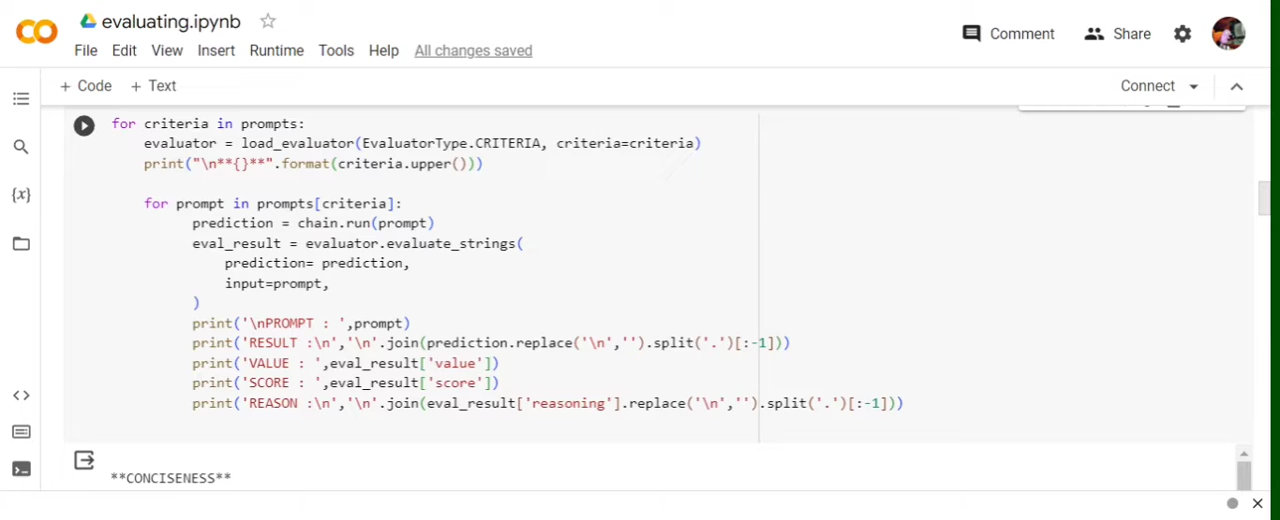 evaluating.ipynb
File Edit View Insert Runtime Tools Help All changes saved
Comment Share
+ Code + Text
Connect
for criteria in prompts:
    evaluator = load_evaluator(EvaluatorType.CRITERIA, criteria=criteria)
    print("\n**{}**".format(criteria.upper()))
    for prompt in prompts[criteria]:
          prediction = chain.run(prompt)
          eval_result = evaluator.evaluate_strings(
              prediction= prediction,
              input=prompt,
          )
          print('\nPROMPT : ',prompt)
          print('RESULT :\n','\n'.join(prediction.replace('\n','').split('.')[:-1]))
          print('VALUE : ',eval_result['value'])
          print('SCORE : ',eval_result['score'])
          print('REASON :\n','\n'.join(eval_result['reasoning'].replace('\n','').split('.')[:-1]))
**CONCISENESS**